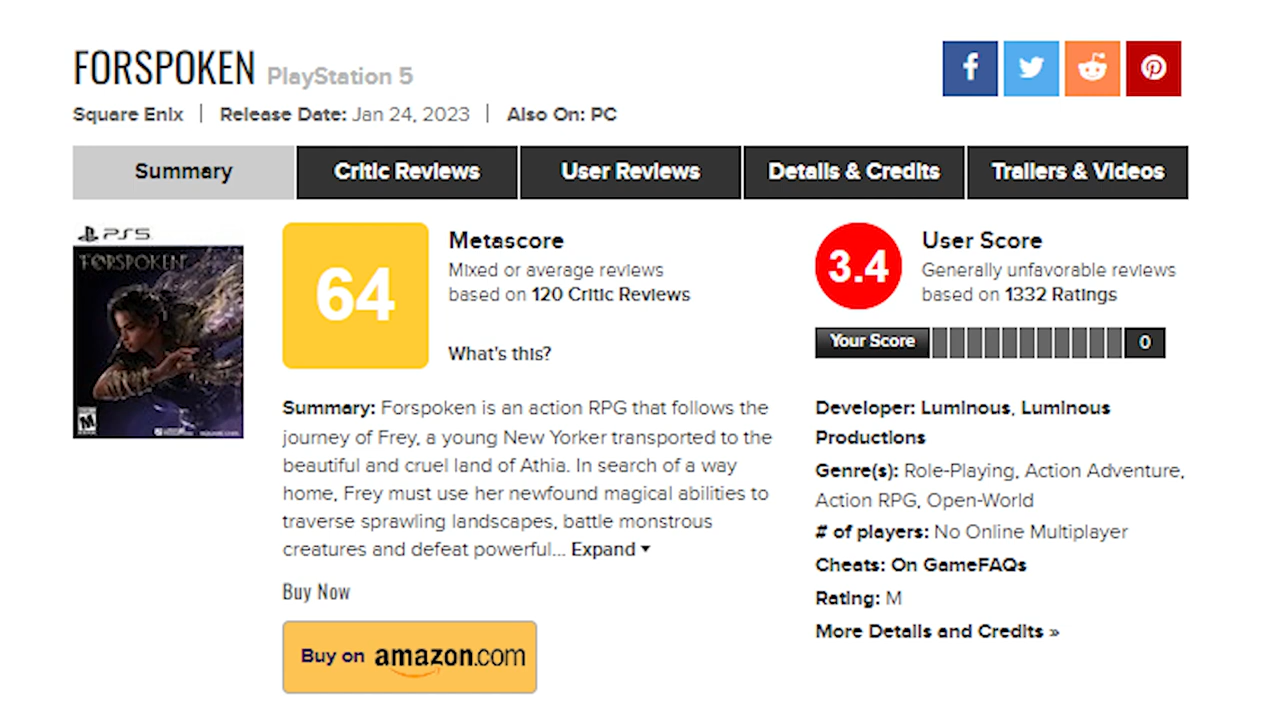 FORSPOKEN PlayStation 5
Square Enix | Release Date: Jan 24, 2023 | Also On: PC
Summary Critic Reviews User Reviews Details & Credits Trailers & Videos
PS5
FORSPOKEN
M
64
Metascore
Mixed or average reviews
based on 120 Critic Reviews
What's this?
3.4
User Score
Generally unfavorable reviews
based on 1332 Ratings
Your Score 0
Summary: Forspoken is an action RPG that follows the
journey of Frey, a young New Yorker transported to the
beautiful and cruel land of Athia. In search of a way
home, Frey must use her newfound magical abilities to
traverse sprawling landscapes, battle monstrous
creatures and defeat powerful... Expand ▾
Buy Now
Buy on amazon.com
Developer: Luminous, Luminous
Productions
Genre(s): Role-Playing, Action Adventure,
Action RPG, Open-World
# of players: No Online Multiplayer
Cheats: On GameFAQs
Rating: M
More Details and Credits »